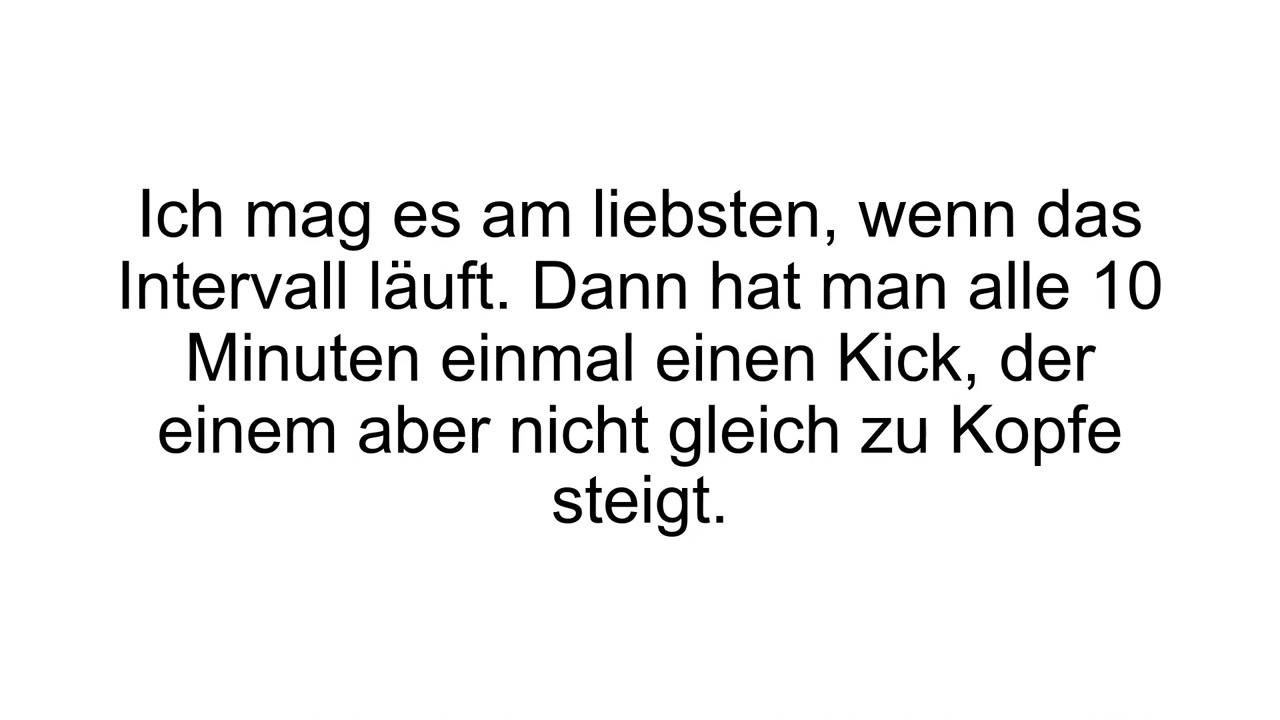 Ich mag es am liebsten, wenn das
Intervall läuft. Dann hat man alle 10
Minuten einmal einen Kick, der
einem aber nicht gleich zu Kopfe
steigt.